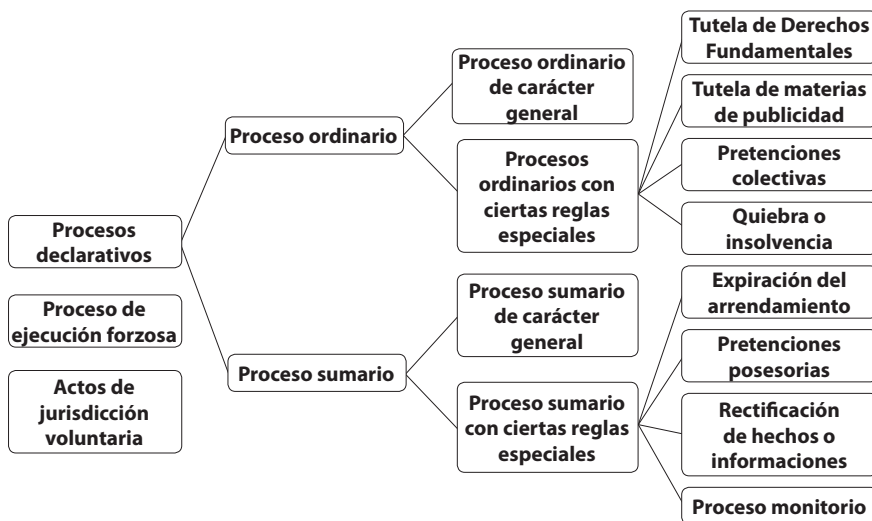 Procesos
declarativos
Proceso de
ejecución forzosa
Actos de
jurisdicción
voluntaria
Proceso ordinario
Proceso sumario
Proceso ordinario
de carácter
general
Procesos
ordinarios con
ciertas reglas
especiales
Proceso sumario
de carácter
general
Proceso sumario
con ciertas reglas
especiales
Tutela de Derechos
Fundamentales
Tutela de materias
de publicidad
Pretenciones
colectivas
Quiebra o
insolvencia
Expiración del
arrendamiento
Pretenciones
posesorias
Rectificación
de hechos o
informaciones
Proceso monitorio